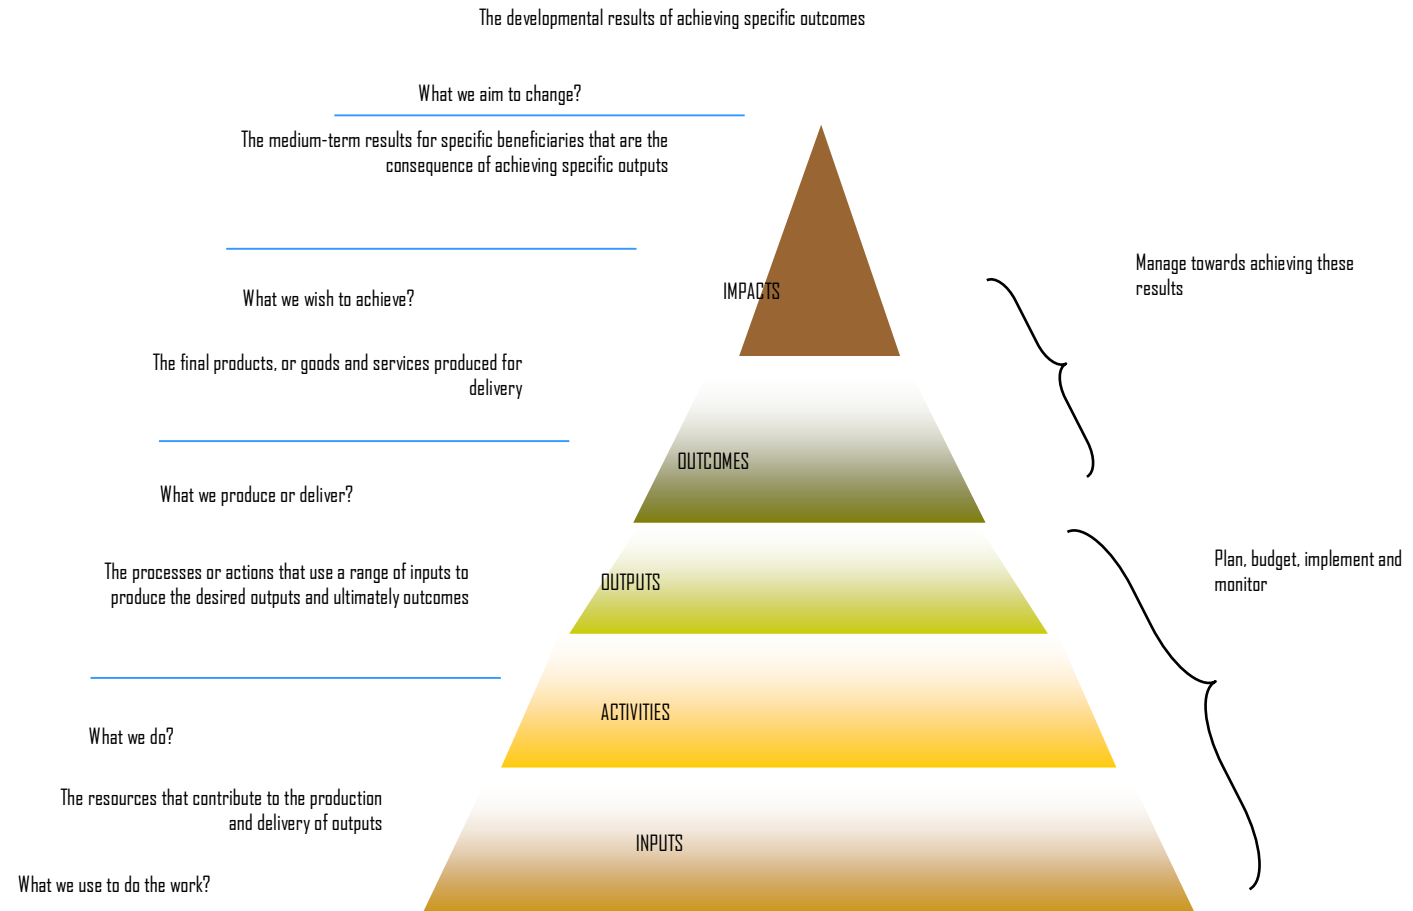 The developmental results of achieving specific outcomes
What we aim to change?
The medium-term results for specific beneficiaries that are the
consequence of achieving specific outputs
What we wish to achieve?
The final products, or goods and services produced for
delivery
What we produce or deliver?
The processes or actions that use a range of inputs to
produce the desired outputs and ultimately outcomes
What we do?
The resources that contribute to the production
and delivery of outputs
What we use to do the work?
IMPACTS
OUTCOMES
OUTPUTS
ACTIVITIES
INPUTS
Manage towards achieving these
results
Plan, budget, implement and
monitor